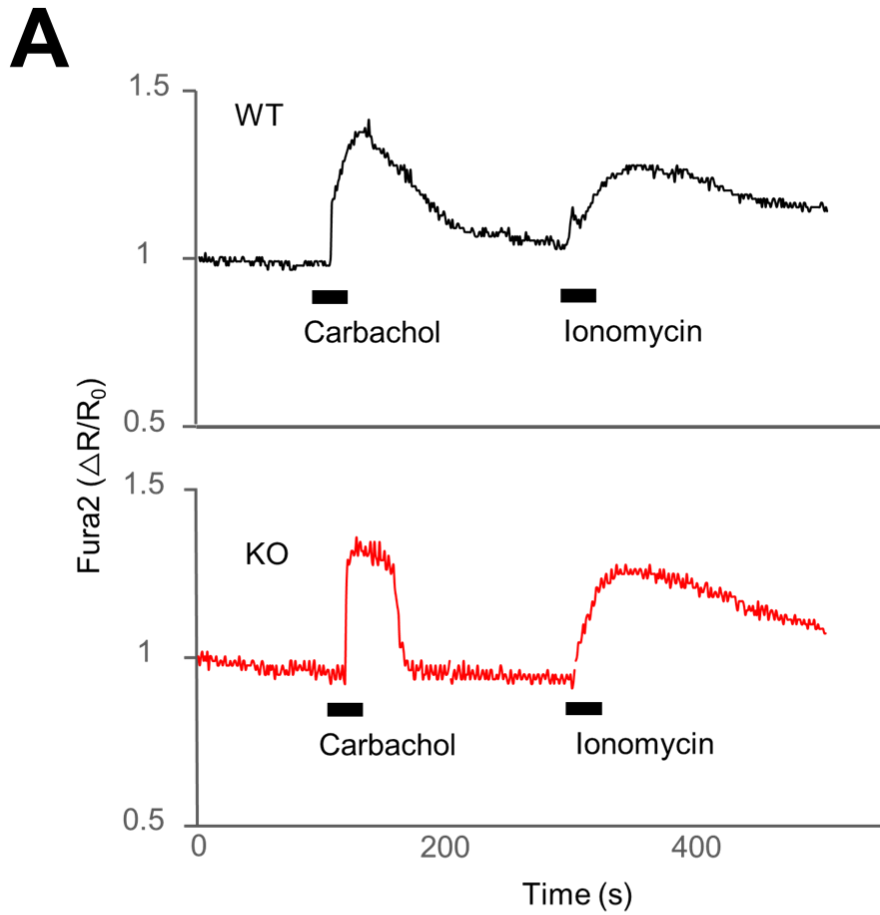 A
1.5
WT
1
Carbachol Ionomycin
0.5
Fura2 (△R/R₀)
1.5
KO
1
Carbachol Ionomycin
0.5
0 200 400
Time (s)